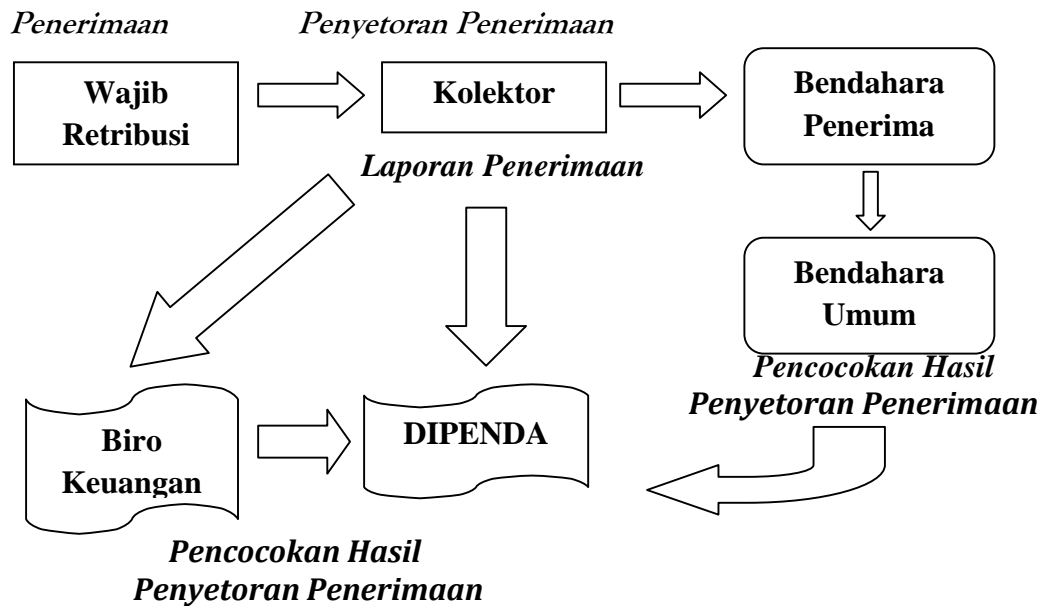 Penerimaan
Penyetoran Penerimaan
Wajib
Retribusi
Kolektor
Bendahara
Penerima
Laporan Penerimaan
Bendahara
Umum
Pencocokan Hasil
Penyetoran Penerimaan
Biro
Keuangan
DIPENDA
Pencocokan Hasil
Penyetoran Penerimaan